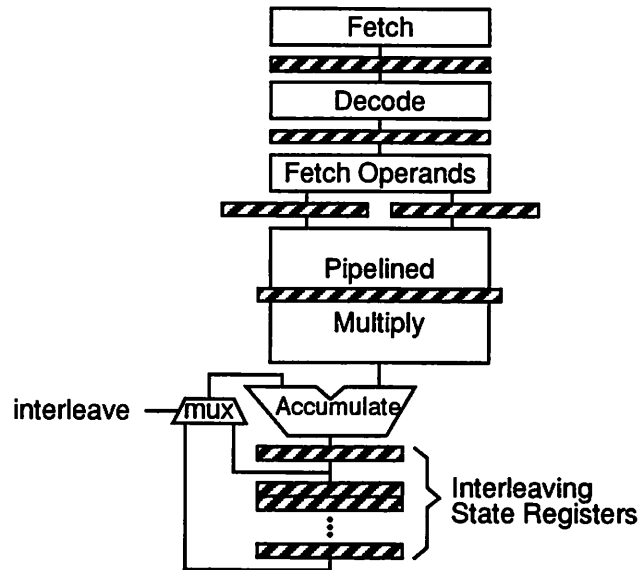 Fetch
Decode
Fetch Operands
Pipelined
Multiply
Accumulate
interleave
mux
Interleaving
State Registers